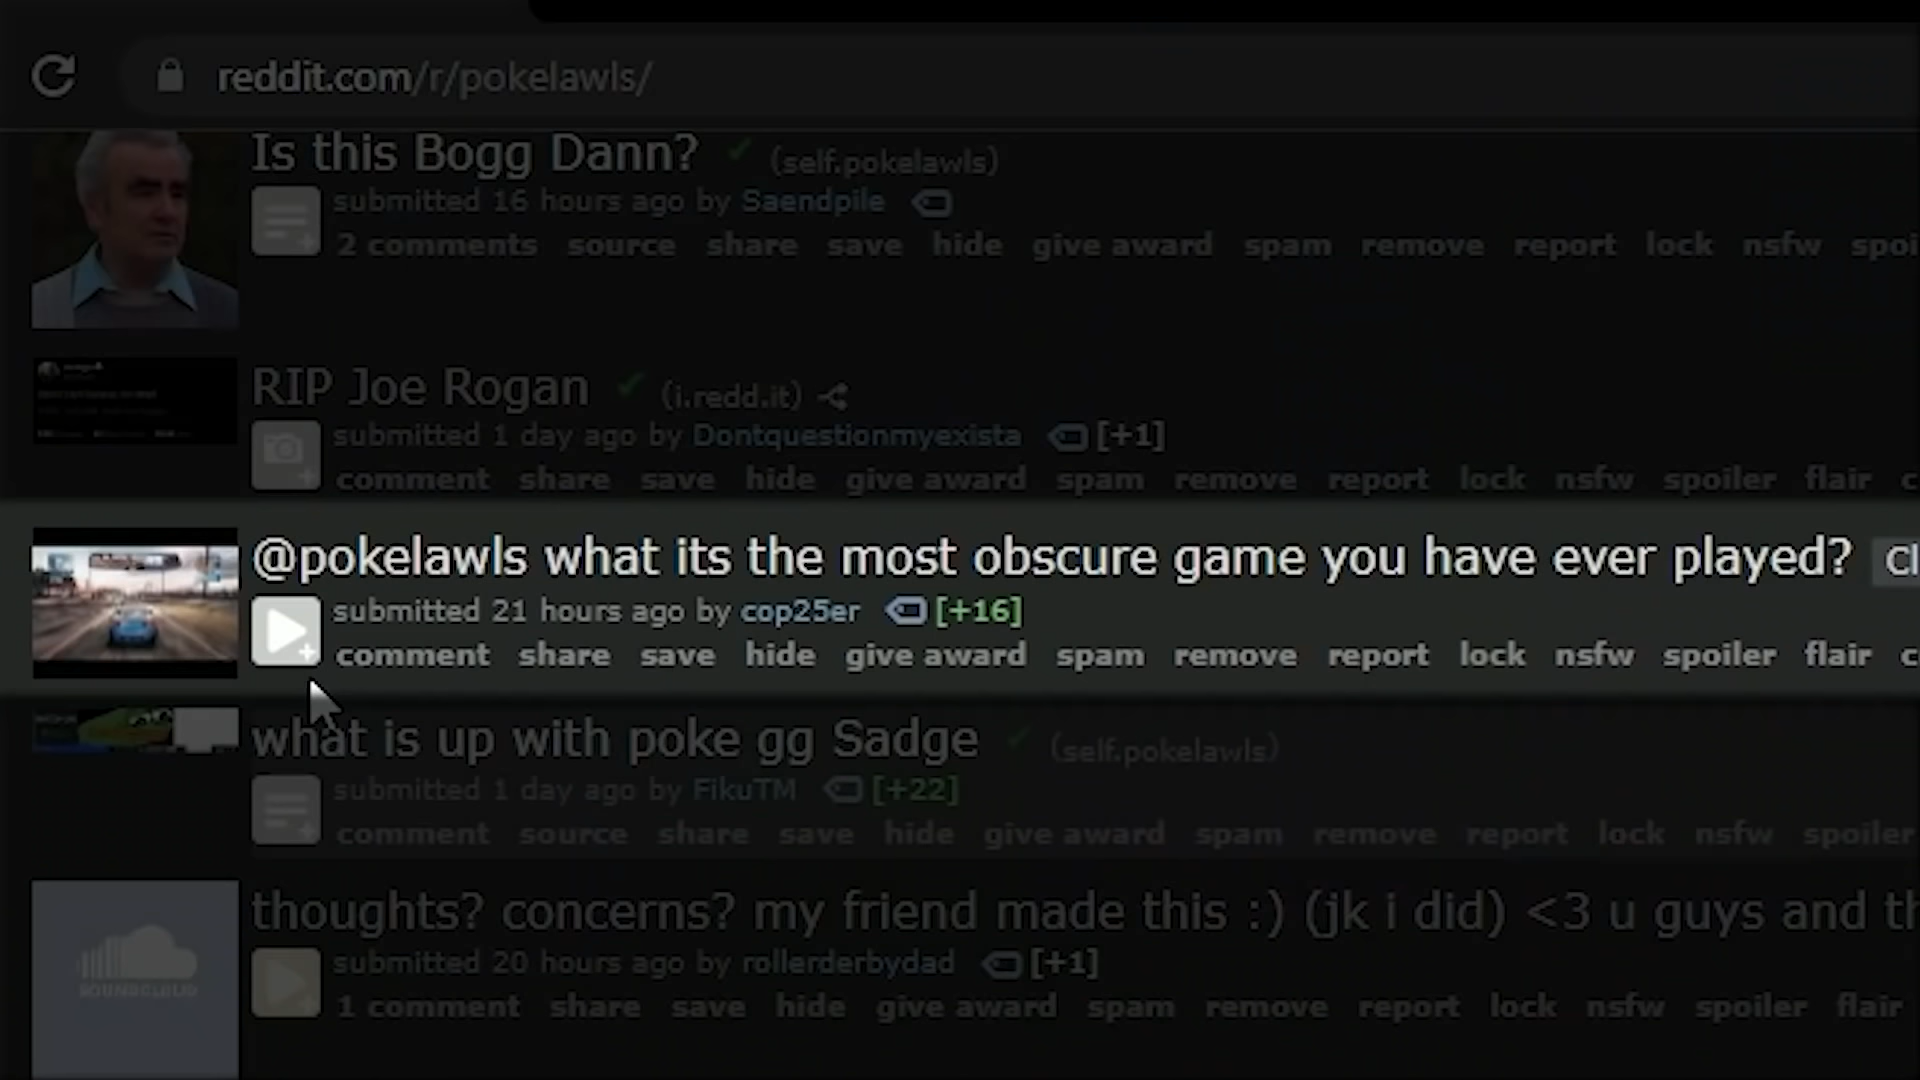 reddit.com/r/pokelawls/
Is this Bogg Dann? (self.pokelawls)
submitted 16 hours ago by Saendpile
2 comments source share save hide give award spam remove report lock nsfw spoi
RIP Joe Rogan (i.redd.it)
submitted 1 day ago by Dontquestionmyexista [+1]
comment share save hide give award spam remove report lock nsfw spoiler flair c
@pokelawls what its the most obscure game you have ever played? Cl
submitted 21 hours ago by cop25er [+16]
comment share save hide give award spam remove report lock nsfw spoiler flair c
what is up with poke gg Sadge (self.pokelawls)
submitted 1 day ago by FikuTM [+22]
comment source share save hide give award spam remove report lock nsfw spoiler
thoughts? concerns? my friend made this :) (jk i did) <3 u guys and th
submitted 20 hours ago by rollerderbydad [+1]
SOUNDCLOUD
1 comment share save hide give award spam remove report lock nsfw spoiler flair